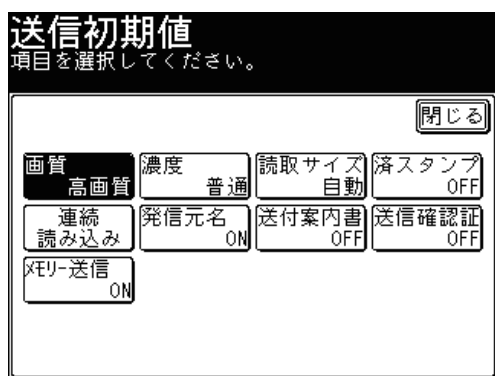 送信初期値
項目を選択してください。
閉じる
画質
高画質
濃度
普通
読取サイズ
自動
済スタンプ
OFF
連続
読み込み
発信元名
ON
送付案内書
OFF
送信確認証
OFF
ﾒﾓﾘｰ送信
ON